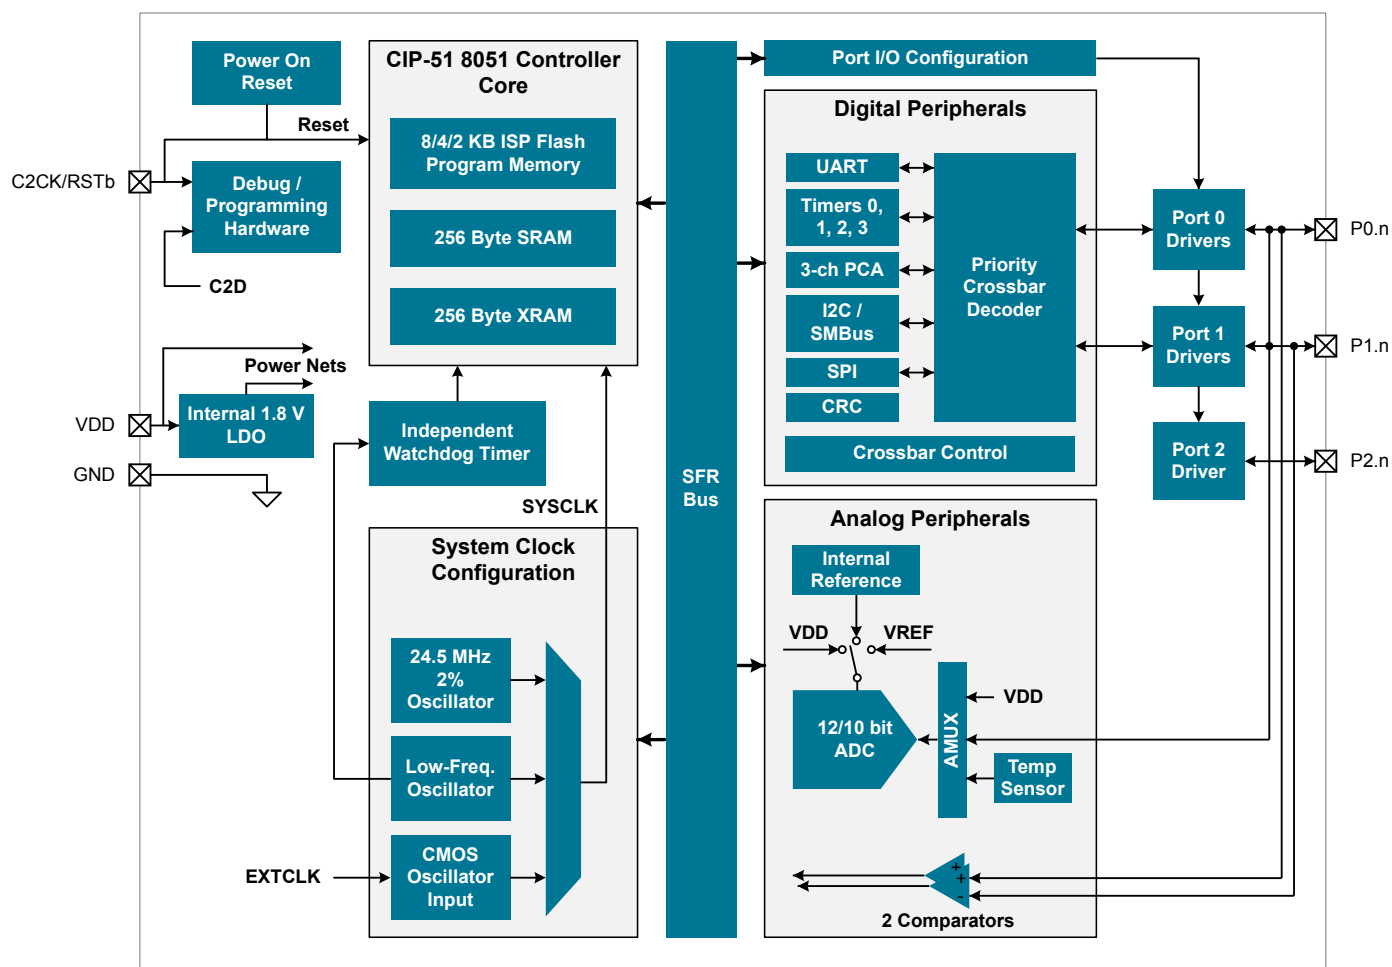 Power On
Reset
Reset
C2CK/RSTb
Debug /
Programming
Hardware
C2D
Power Nets
VDD
Internal 1.8 V
LDO
GND
CIP-51 8051 Controller
Core
8/4/2 KB ISP Flash
Program Memory
256 Byte SRAM
256 Byte XRAM
Independent
Watchdog Timer
SYSCLK
System Clock
Configuration
24.5 MHz
2%
Oscillator
Low-Freq.
Oscillator
EXTCLK
CMOS
Oscillator
Input
SFR
Bus
Port I/O Configuration
Digital Peripherals
UART
Timers 0,
1, 2, 3
3-ch PCA
I2C /
SMBus
SPI
CRC
Priority
Crossbar
Decoder
Crossbar Control
Port 0
Drivers
P0.n
Port 1
Drivers
P1.n
Port 2
Driver
P2.n
Analog Peripherals
Internal
Reference
VDD
VREF
12/10 bit
ADC
AMUX
VDD
Temp
Sensor
+
+
-
2 Comparators